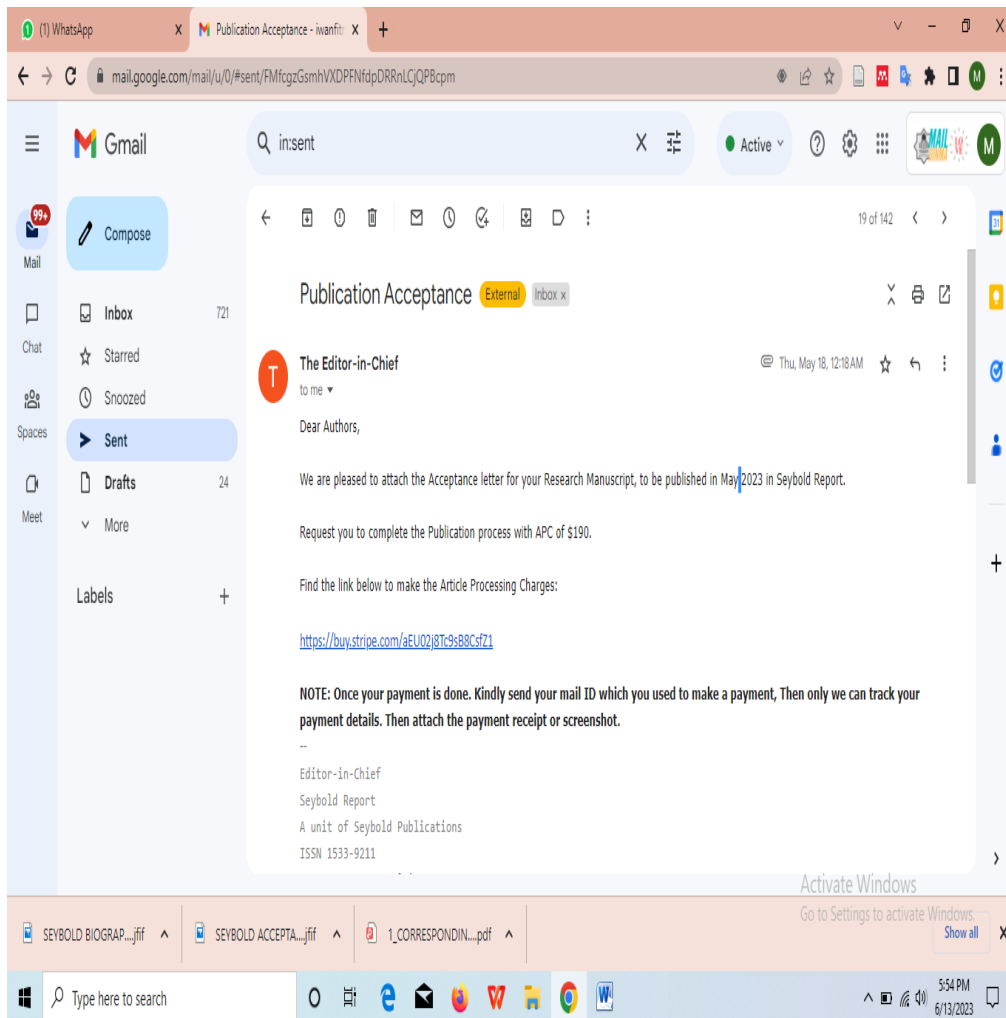 (1) WhatsApp
Publication Acceptance - iwanfitr
mail.google.com/mail/u/0/#sent/FMfcgzGsmhVXDPFNfdpDRRnLCjQPBcpm
M
Gmail
in:sent
Active
MAIL
M
99+
Mail
Compose
19 of 142
31
Publication Acceptance External Inbox x
Inbox 721
Chat
Starred
The Editor-in-Chief
Thu, May 18, 12:18 AM
T
to me
Snoozed
Spaces
Dear Authors,
Sent
We are pleased to attach the Acceptance letter for your Research Manuscript, to be published in May 2023 in Seybold Report.
Drafts 24
Meet
More
Request you to complete the Publication process with APC of $190.
Labels
Find the link below to make the Article Processing Charges:
https://buy.stripe.com/aEU02j8Tc9sB8CsfZ1
NOTE: Once your payment is done. Kindly send your mail ID which you used to make a payment, Then only we can track your
payment details. Then attach the payment receipt or screenshot.
--
Editor-in-Chief
Seybold Report
A unit of Seybold Publications
ISSN 1533-9211
Activate Windows
Go to Settings to activate Windows.
SEYBOLD BIOGRAP....jfif
SEYBOLD ACCEPTA....jfif
1_CORRESPONDIN....pdf
Show all
Type here to search
5:54 PM
6/13/2023